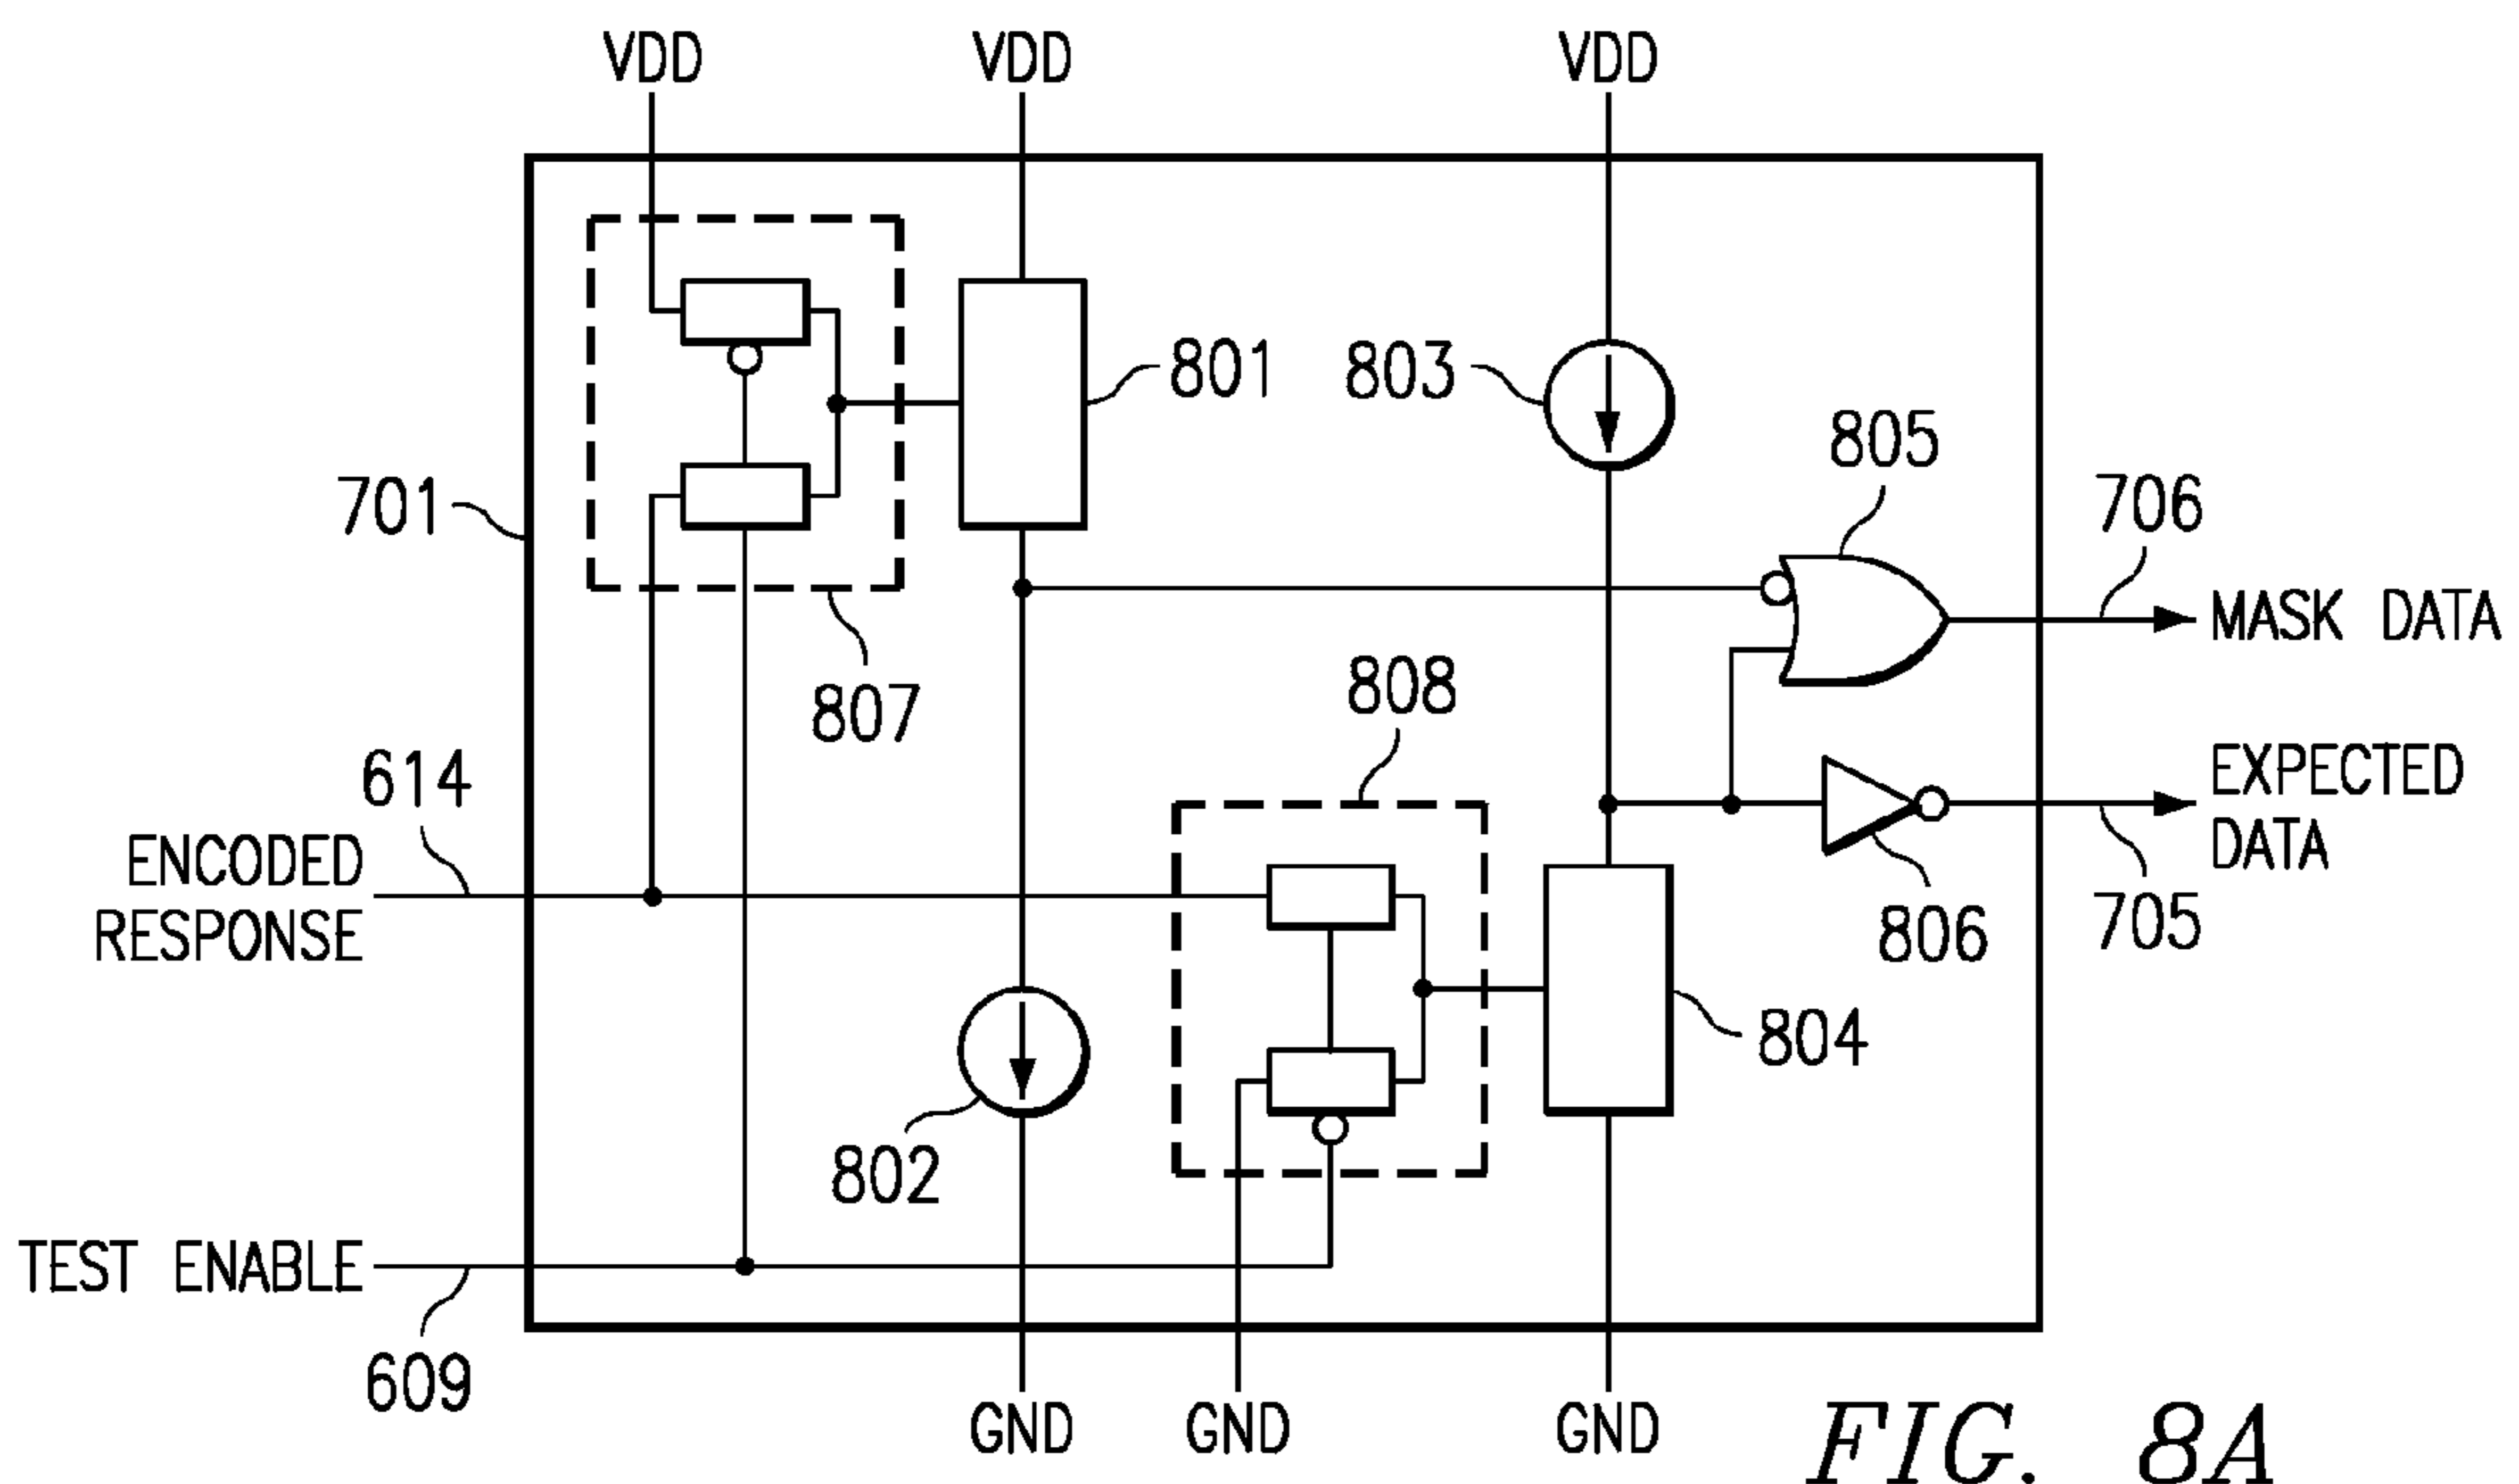 VDD
VDD
VDD
801
803
805
701
706
MASK DATA
807
808
614
EXPECTED
DATA
ENCODED
RESPONSE
705
806
804
802
TEST ENABLE
609
GND
GND
GND
FIG. 8A